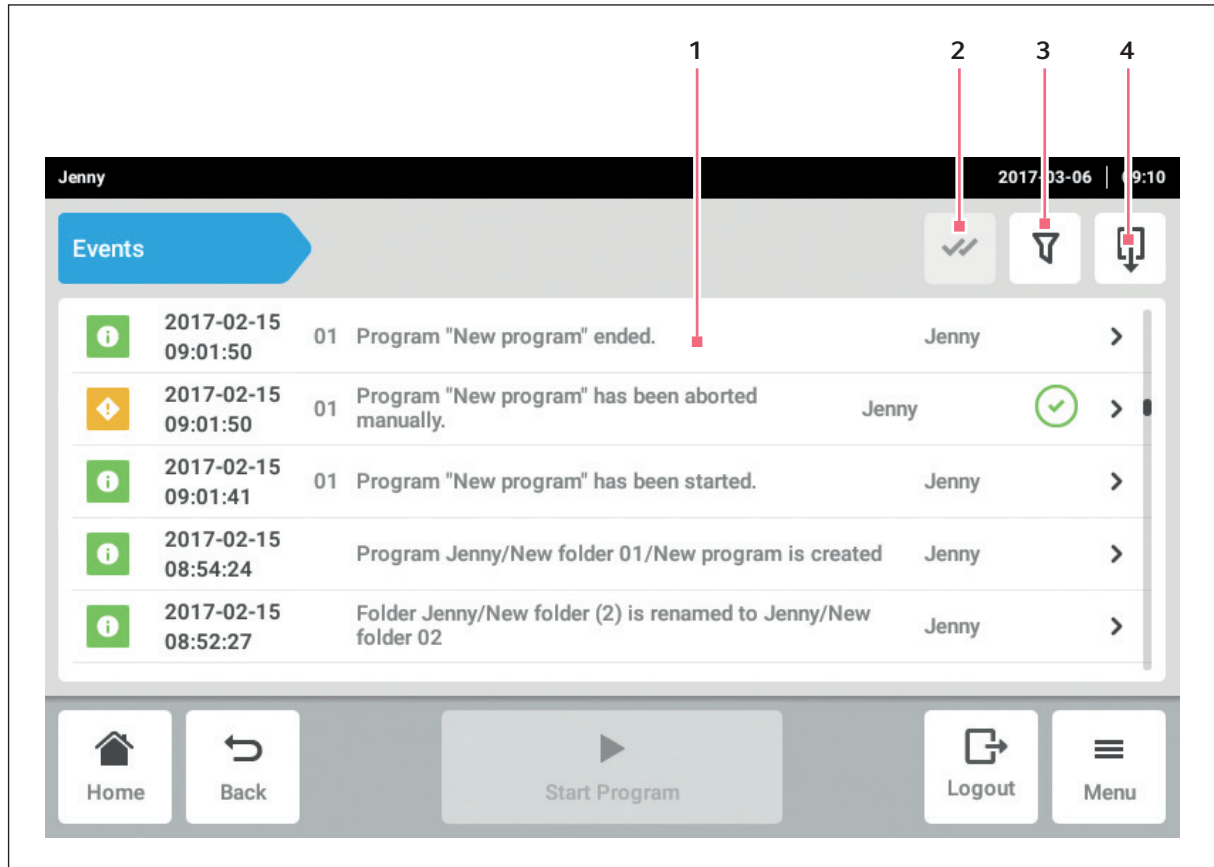 1 2 3 4
Jenny 2017-03-06 09:10
Events
2017-02-15
09:01:50
01 Program "New program" ended. Jenny
2017-02-15
09:01:50
01 Program "New program" has been aborted
manually.
Jenny
2017-02-15
09:01:41
01 Program "New program" has been started. Jenny
2017-02-15
08:54:24
Program Jenny/New folder 01/New program is created Jenny
2017-02-15
08:52:27
Folder Jenny/New folder (2) is renamed to Jenny/New
folder 02
Jenny
Home Back Start Program Logout Menu